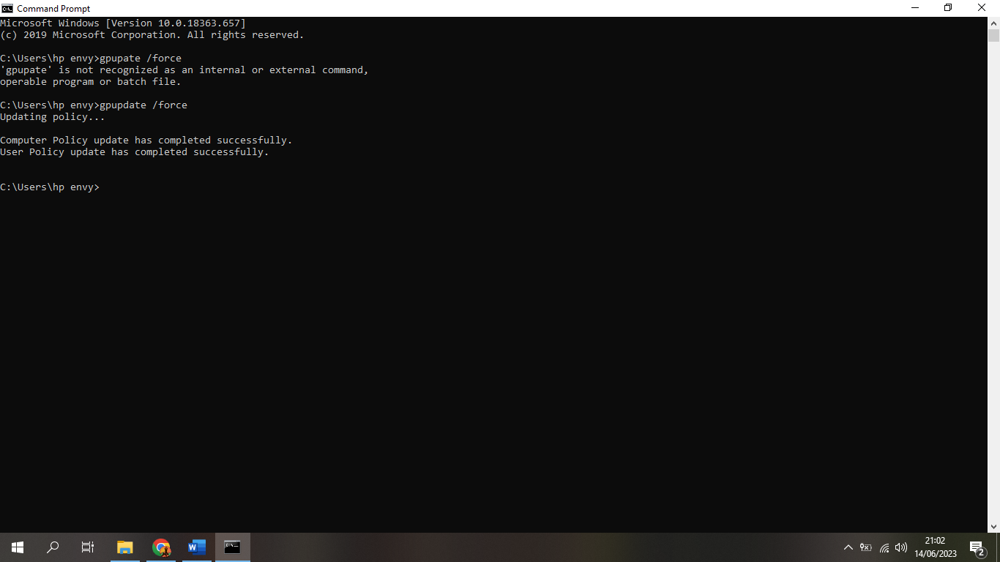 Command Prompt
Microsoft Windows [Version 10.0.18363.657]
(c) 2019 Microsoft Corporation. All rights reserved.
C:\Users\hp envy>gpupate /force
'gpupate' is not recognized as an internal or external command,
operable program or batch file.
C:\Users\hp envy>gpupdate /force
Updating policy...
Computer Policy update has completed successfully.
User Policy update has completed successfully.
C:\Users\hp envy>
21:02
14/06/2023
2